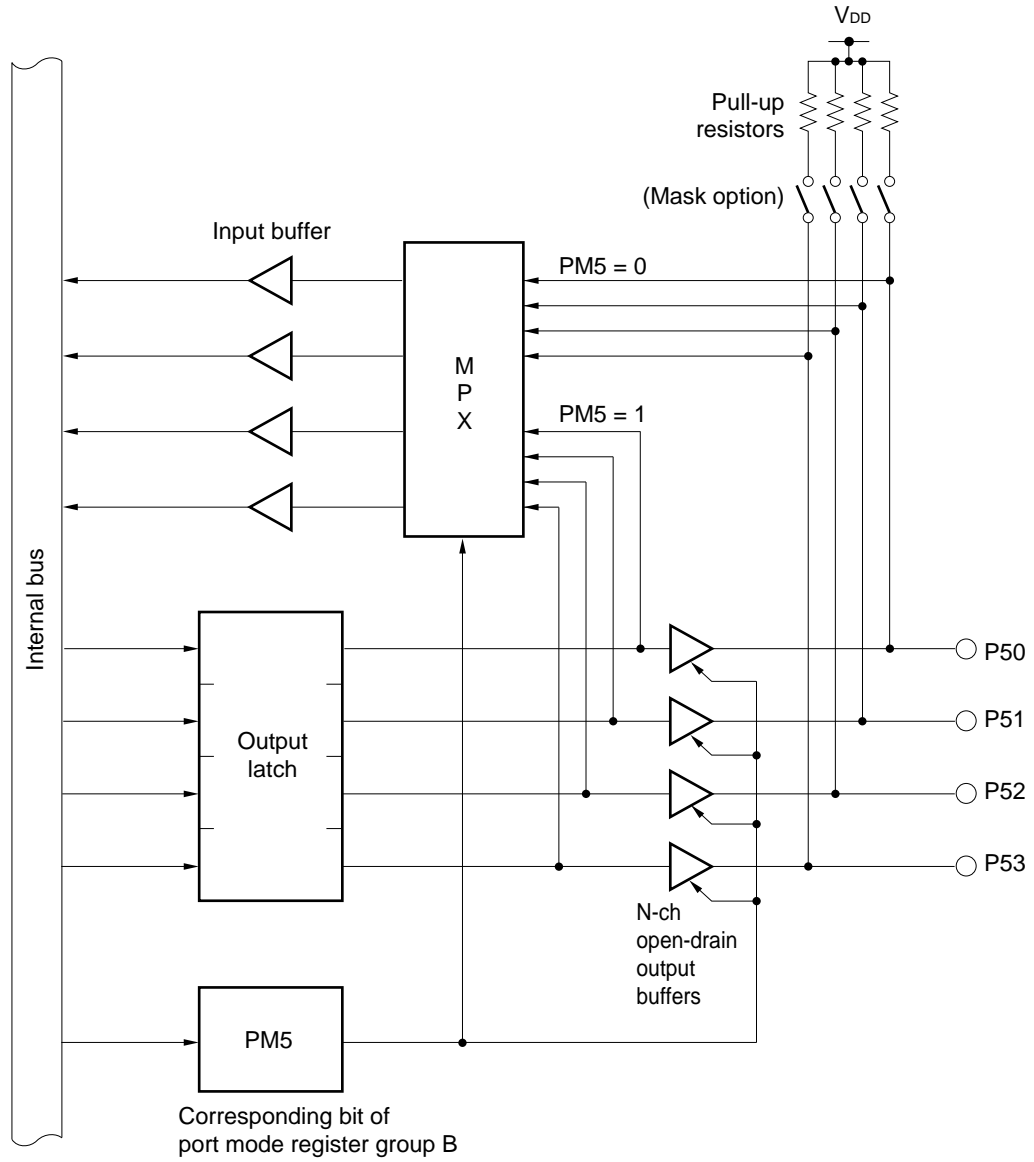 VDD
Pull-up
resistors
(Mask option)
Input buffer
PM5 = 0
M
P
X
PM5 = 1
Internal bus
Output
latch
P50
P51
P52
P53
N-ch
open-drain
output
buffers
PM5
Corresponding bit of
port mode register group B